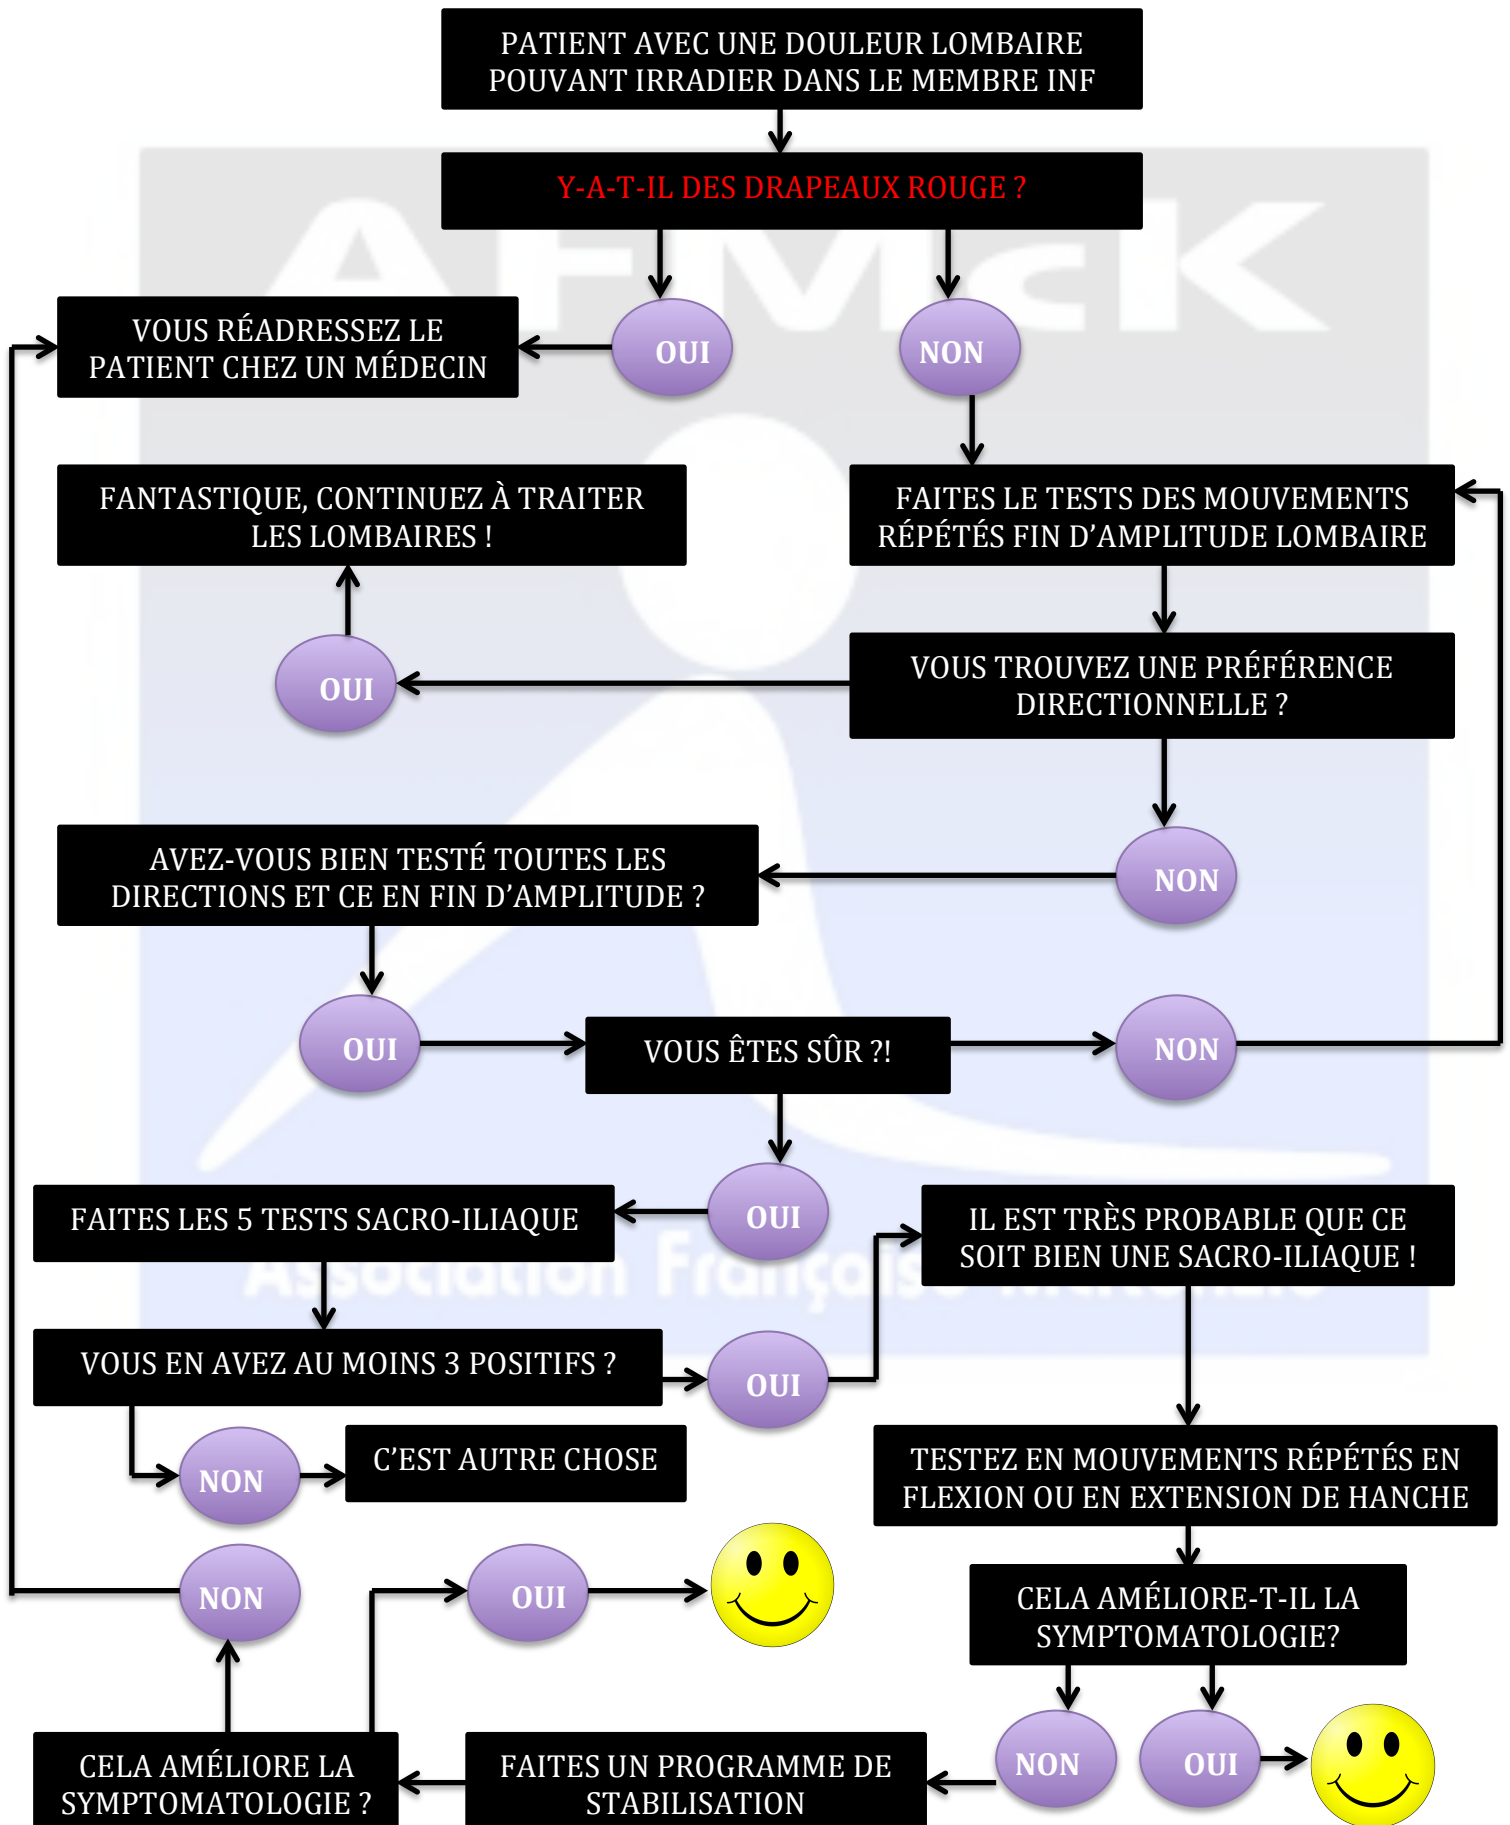 PATIENT AVEC UNE DOULEUR LOMBAIRE
POUVANT IRRADIER DANS LE MEMBRE INF
Y-A-T-IL DES DRAPEAUX ROUGE ?
AFMcK
VOUS RÉADRESSEZ LE
PATIENT CHEZ UN MÉDECIN
OUI
NON
FANTASTIQUE, CONTINUEZ À TRAITER
LES LOMBAIRES !
FAITES LE TESTS DES MOUVEMENTS
RÉPÉTÉS FIN D'AMPLITUDE LOMBAIRE
OUI
VOUS TROUVEZ UNE PRÉFÉRENCE
DIRECTIONNELLE ?
AVEZ-VOUS BIEN TESTÉ TOUTES LES
DIRECTIONS ET CE EN FIN D'AMPLITUDE ?
NON
OUI
VOUS ÊTES SÛR ?!
NON
FAITES LES 5 TESTS SACRO-ILIAQUE
OUI
IL EST TRÈS PROBABLE QUE CE
SOIT BIEN UNE SACRO-ILIAQUE !
Association Française
VOUS EN AVEZ AU MOINS 3 POSITIFS ?
OUI
NON
C'EST AUTRE CHOSE
TESTEZ EN MOUVEMENTS RÉPÉTÉS EN
FLEXION OU EN EXTENSION DE HANCHE
NON
OUI
CELA AMÉLIORE-T-IL LA
SYMPTOMATOLOGIE?
CELA AMÉLIORE LA
SYMPTOMATOLOGIE ?
FAITES UN PROGRAMME DE
STABILISATION
NON
OUI